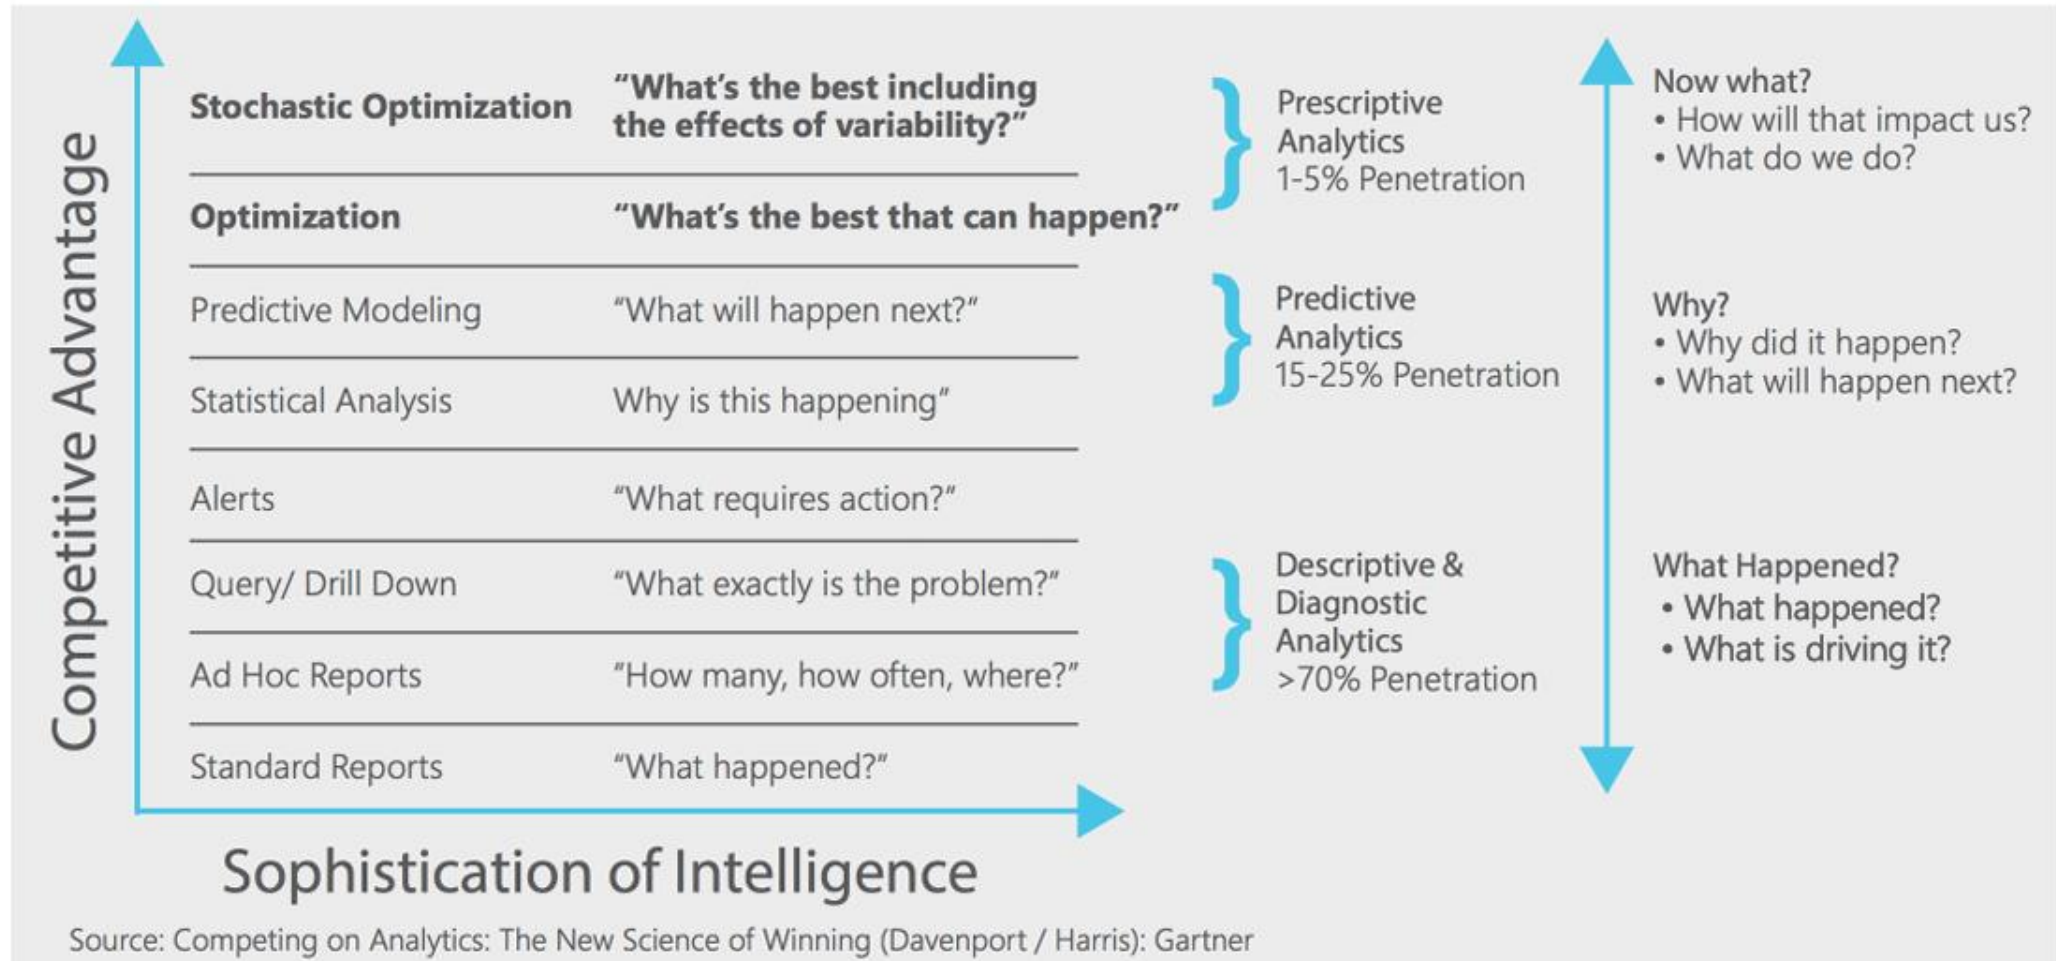 Competitive Advantage
Stochastic Optimization
“What’s the best including
the effects of variability?”
Optimization
“What’s the best that can happen?”
Predictive Modeling
“What will happen next?”
Statistical Analysis
Why is this happening”
Alerts
“What requires action?”
Query/ Drill Down
“What exactly is the problem?”
Ad Hoc Reports
“How many, how often, where?”
Standard Reports
“What happened?”
Sophistication of Intelligence
Prescriptive
Analytics
1-5% Penetration
Predictive
Analytics
15-25% Penetration
Descriptive &
Diagnostic
Analytics
>70% Penetration
Now what?
• How will that impact us?
• What do we do?
Why?
• Why did it happen?
• What will happen next?
What Happened?
• What happened?
• What is driving it?
Source: Competing on Analytics: The New Science of Winning (Davenport / Harris): Gartner